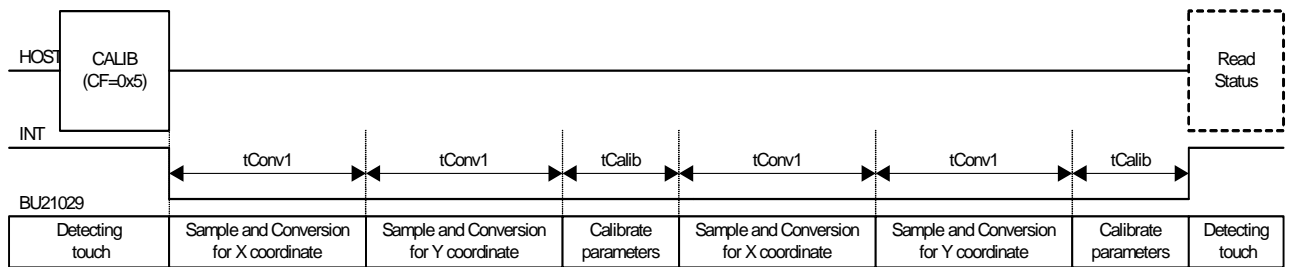 HOST
CALIB
(CF=0x5)
Read
Status
INT
tConv1 tConv1 tCalib tConv1 tConv1 tCalib
BU21029
Detecting
touch
Sample and Conversion
for X coordinate
Sample and Conversion
for Y coordinate
Calibrate
parameters
Sample and Conversion
for X coordinate
Sample and Conversion
for Y coordinate
Calibrate
parameters
Detecting
touch